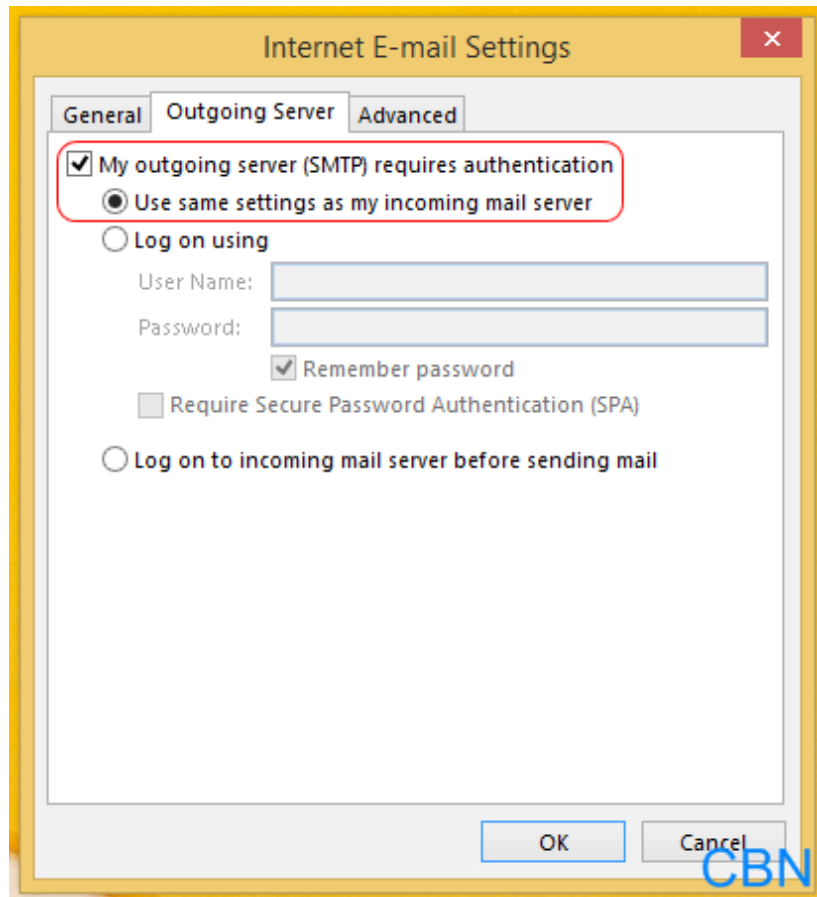 Internet E-mail Settings
General Outgoing Server Advanced
My outgoing server (SMTP) requires authentication
Use same settings as my incoming mail server
Log on using
User Name:
Password:
Remember password
Require Secure Password Authentication (SPA)
Log on to incoming mail server before sending mail
OK Cancel
CBN